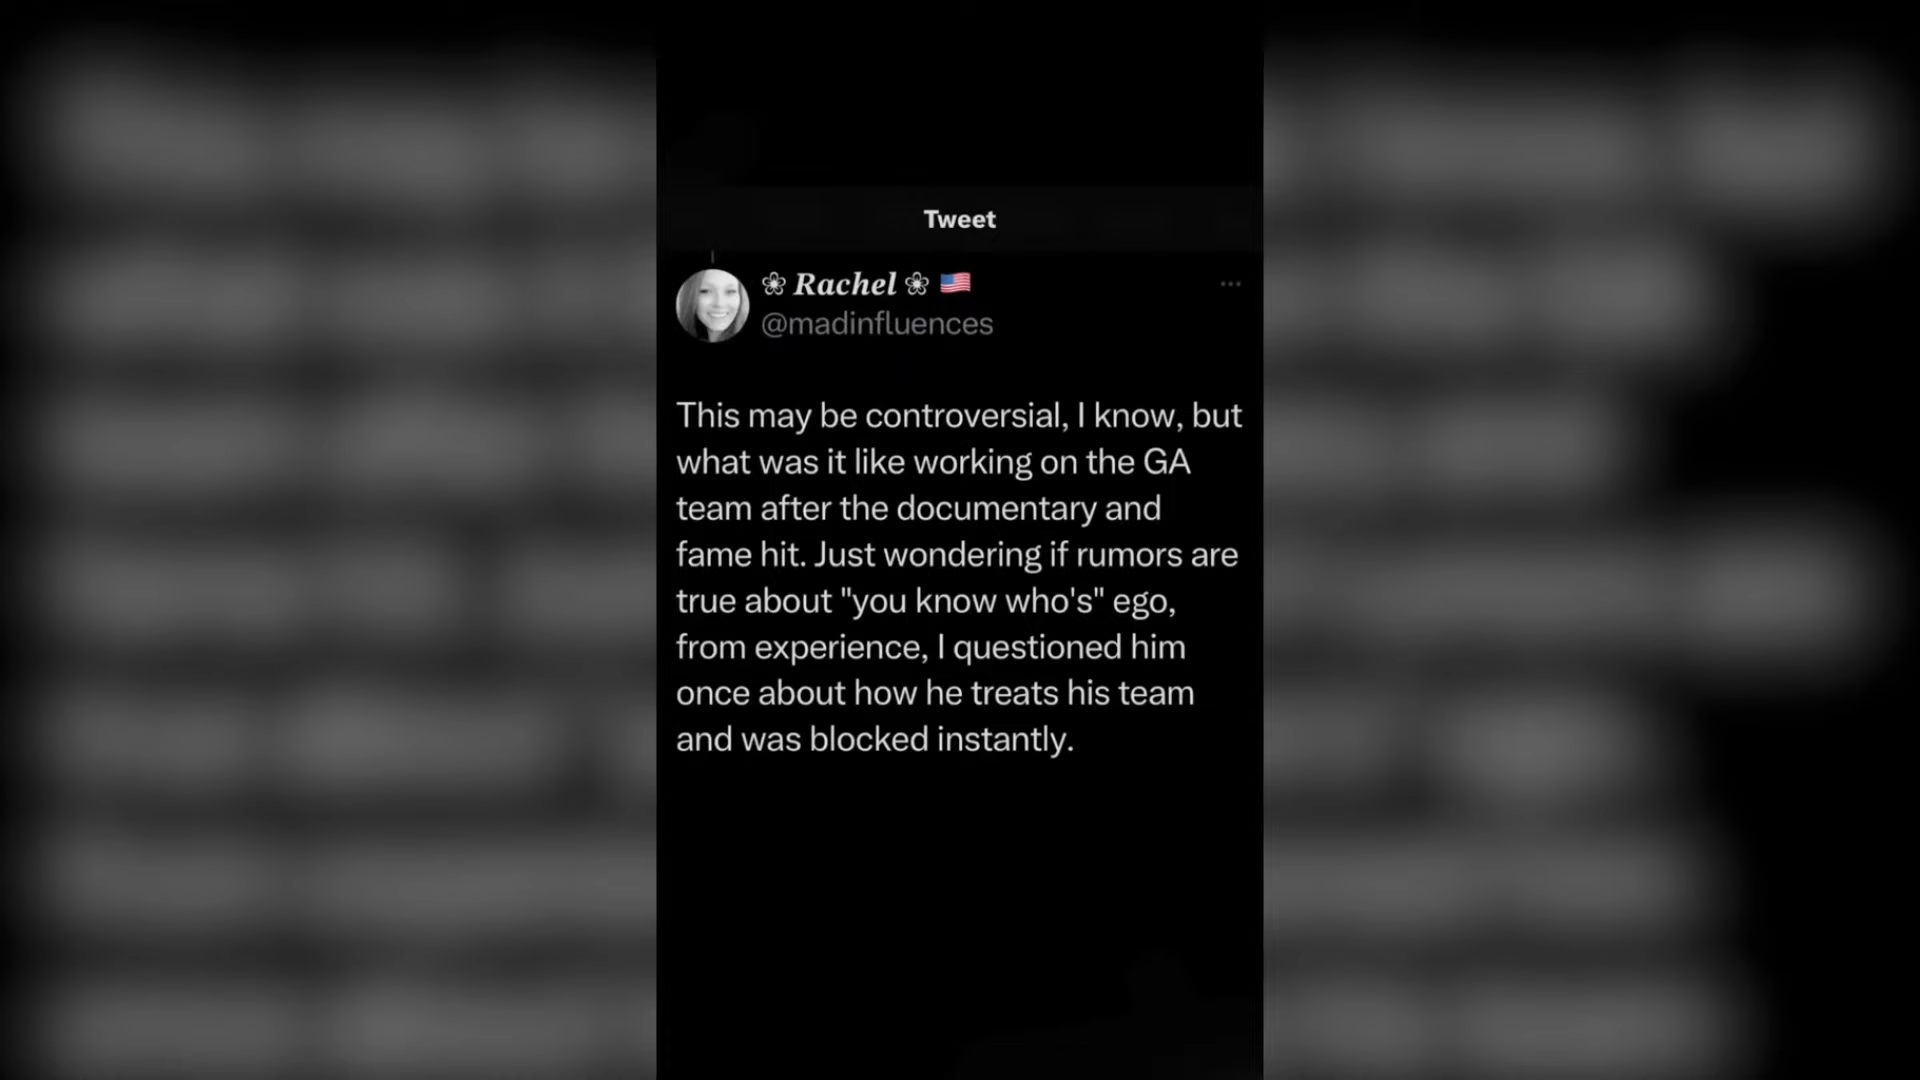 Tweet
❀ Rachel ❀ 🇺🇸
@madinfluences
This may be controversial, I know, but
what was it like working on the GA
team after the documentary and
fame hit. Just wondering if rumors are
true about "you know who's" ego,
from experience, I questioned him
once about how he treats his team
and was blocked instantly.